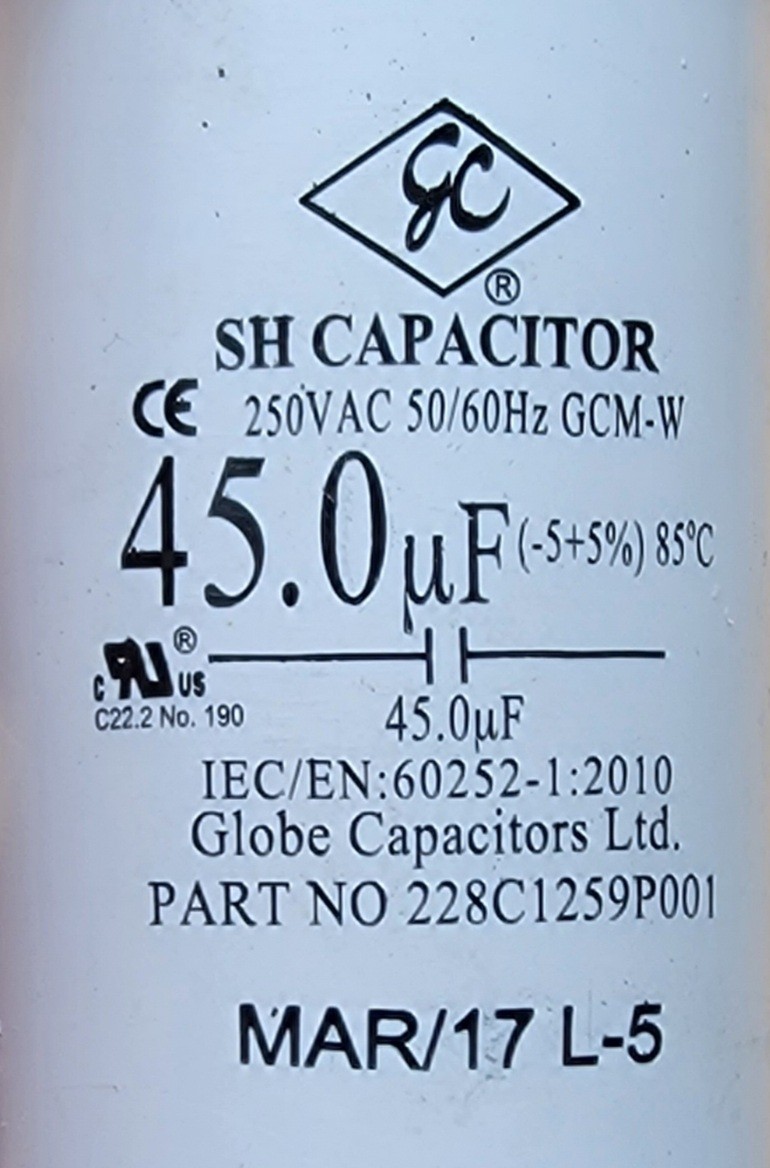 GC
®
SH CAPACITOR
CE 250VAC 50/60Hz GCM-W
45.0µF (-5+5%) 85°C
c RU US ®
C22.2 No. 190
45.0µF
IEC/EN:60252-1:2010
Globe Capacitors Ltd.
PART NO 228C1259P001
MAR/17 L-5